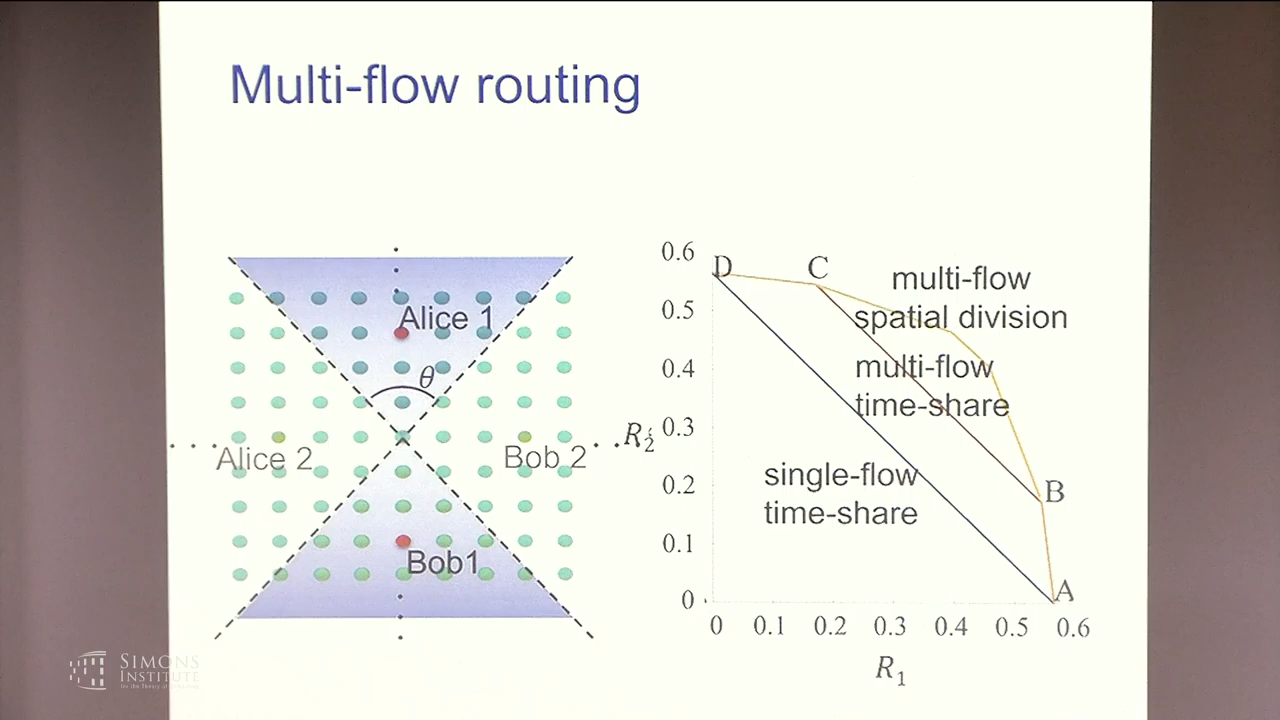 Multi-flow routing
Alice 1
θ
Alice 2
Bob 2
Bob1
R₂
0.6
0.5
0.4
0.3
0.2
0.1
0
D
C
multi-flow
spatial division
multi-flow
time-share
single-flow
time-share
B
A
0 0.1 0.2 0.3 0.4 0.5 0.6
R₁
SIMONS
INSTITUTE